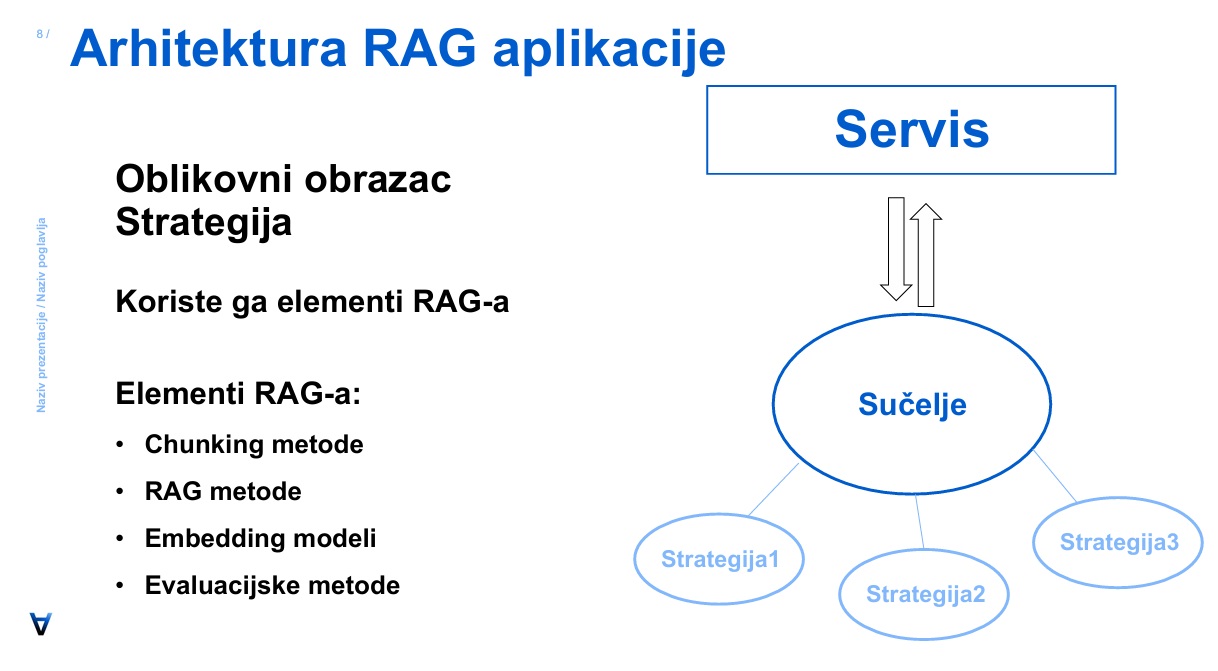 8 /
Arhitektura RAG aplikacije
Naziv prezentacije / Naziv poglavlja
Oblikovni obrazac
Strategija
Koriste ga elementi RAG-a
Elementi RAG-a:
• Chunking metode
• RAG metode
• Embedding modeli
• Evaluacijske metode
Servis
Sučelje
Strategija1
Strategija2
Strategija3